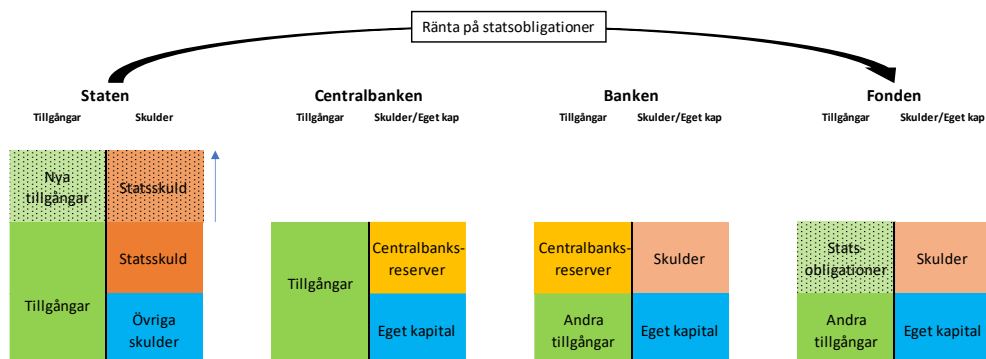 Ränta på statsobligationer
Staten
Tillgångar
Skulder
Nya
tillgångar
Statsskuld
Tillgångar
Statsskuld
Övriga
skulder
Centralbanken
Tillgångar
Skulder/Eget kap
Tillgångar
Centralbanks-
reserver
Eget kapital
Banken
Tillgångar
Skulder/Eget kap
Centralbanks-
reserver
Skulder
Andra
tillgångar
Eget kapital
Fonden
Tillgångar
Skulder/Eget kap
Stats-
obligationer
Skulder
Andra
tillgångar
Eget kapital